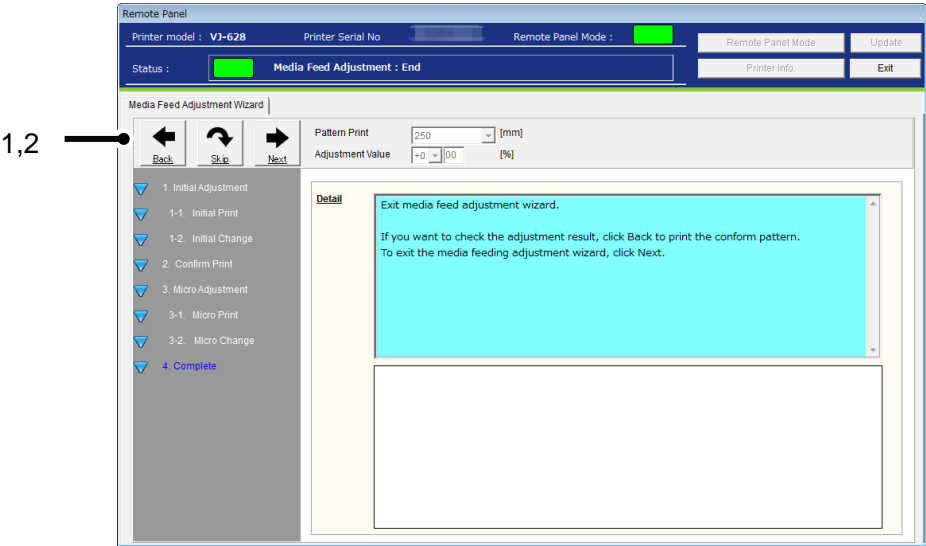 Remote Panel
Printer model : VJ-628 Printer Serial No Remote Panel Mode :
Remote Panel Mode Update
Status : Media Feed Adjustment : End
Printer Info. Exit
Media Feed Adjustment Wizard
1,2
Back Skip Next
Pattern Print 250 [mm]
Adjustment Value +0. 00 [%]
1. Initial Adjustment
1-1. Initial Print
1-2. Initial Change
2. Confirm Print
3. Micro Adjustment
3-1. Micro Print
3-2. Micro Change
4. Complete
Detail
Exit media feed adjustment wizard.
If you want to check the adjustment result, click Back to print the conform pattern.
To exit the media feeding adjustment wizard, click Next.